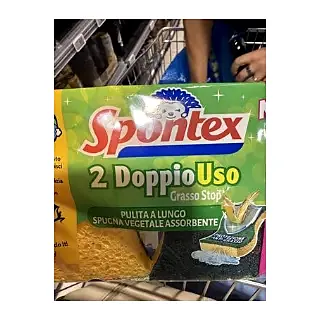 Spontex
2 DoppioUso
Grasso Stop
PULITA A LUNGO
SPUGNA VEGETALE ASSORBENTE